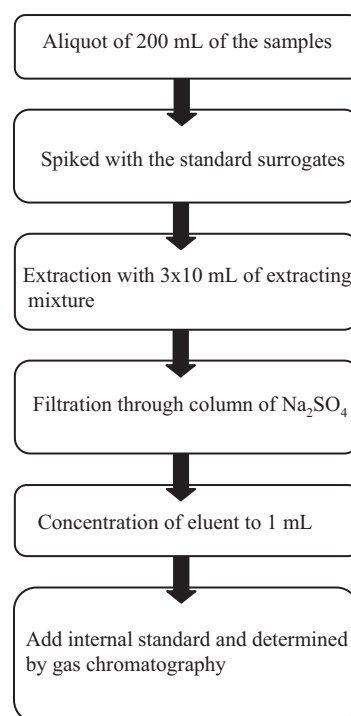 Aliquot of 200 mL of the samples
Spiked with the standard surrogates
Extraction with 3x10 mL of extracting
mixture
Filtration through column of Na₂SO₄
Concentration of eluent to 1 mL
Add internal standard and determined
by gas chromatography